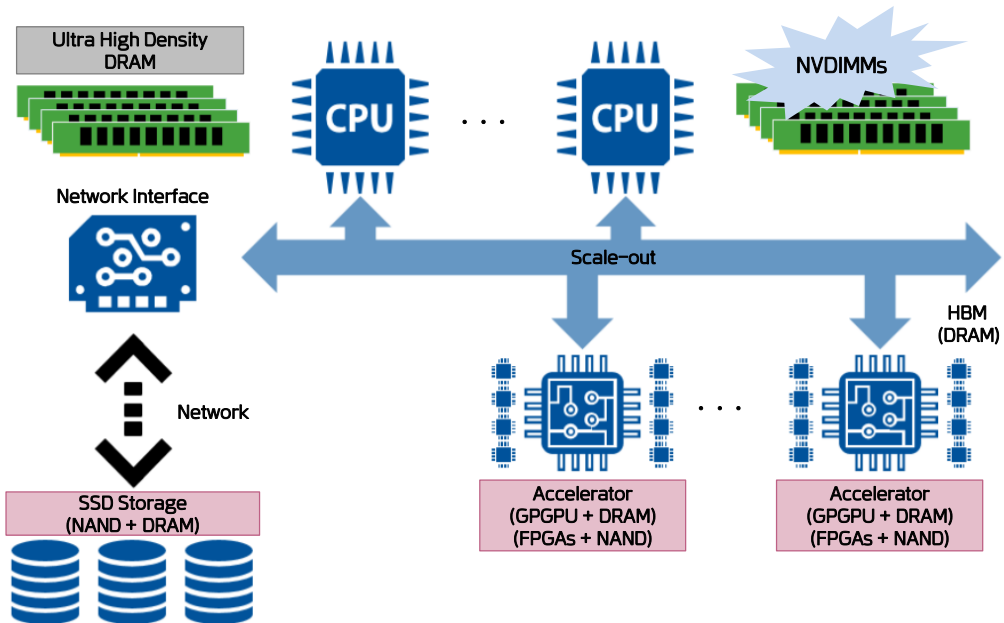 Ultra High Density
DRAM
CPU
. . .
CPU
NVDIMMs
Network Interface
Scale-out
HBM
(DRAM)
Network
. . .
SSD Storage
(NAND + DRAM)
Accelerator
(GPGPU + DRAM)
(FPGAs + NAND)
Accelerator
(GPGPU + DRAM)
(FPGAs + NAND)